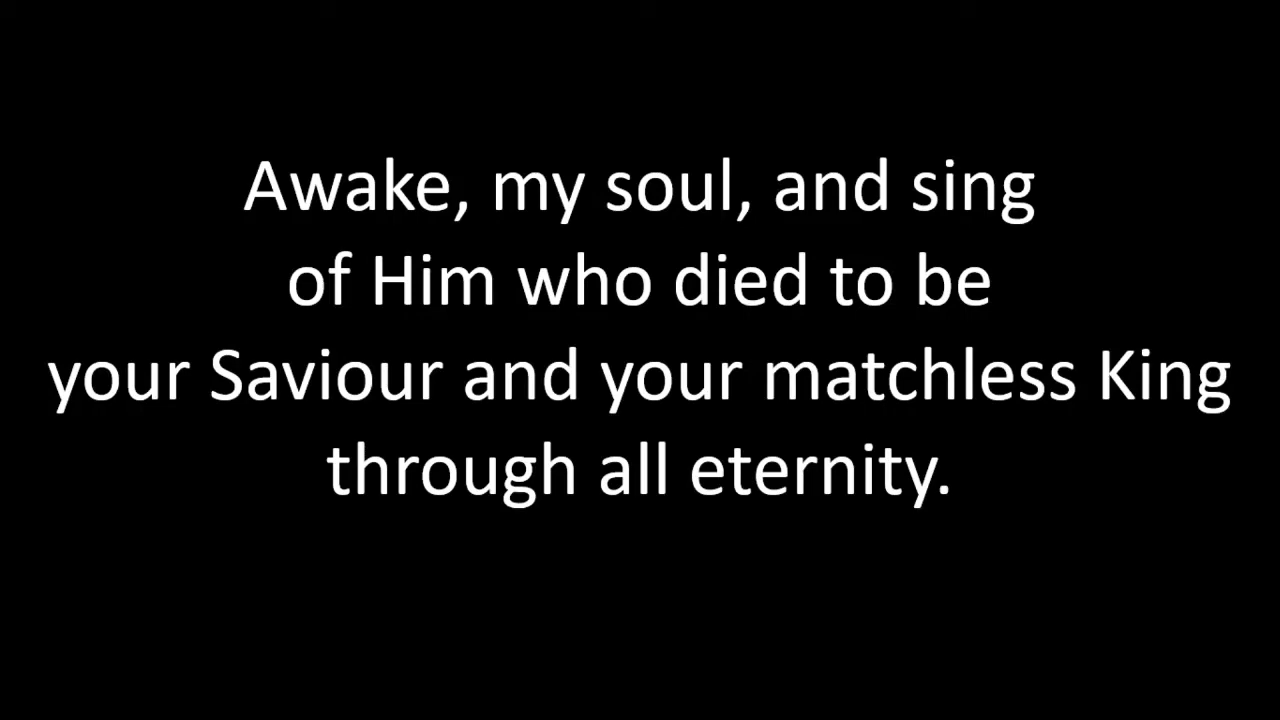 Awake, my soul, and sing
of Him who died to be
your Saviour and your matchless King
through all eternity.